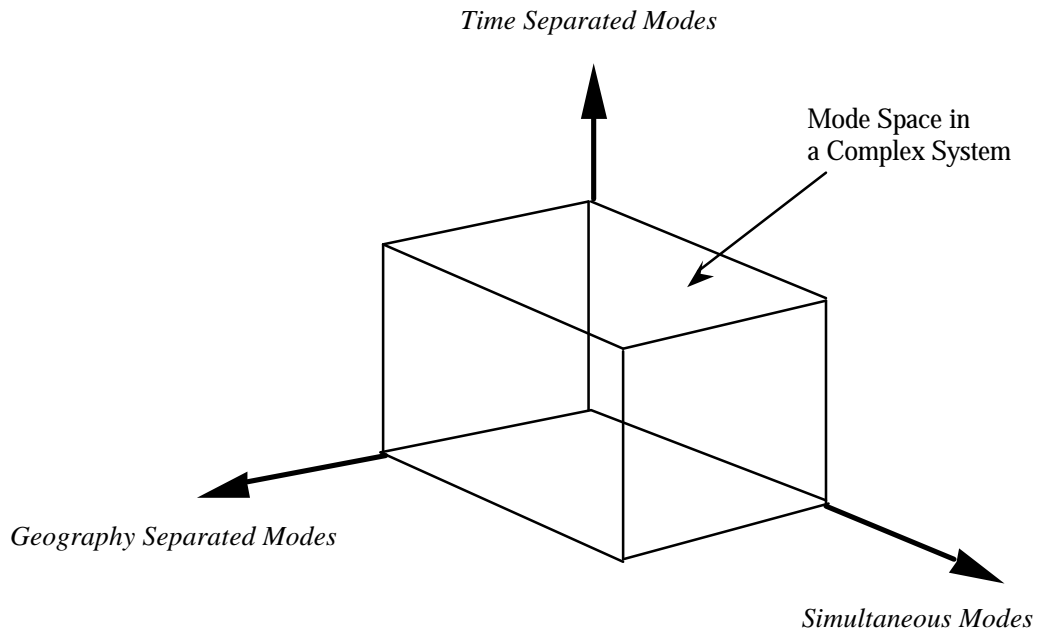 Time Separated Modes
Mode Space in
a Complex System
Geography Separated Modes
Simultaneous Modes